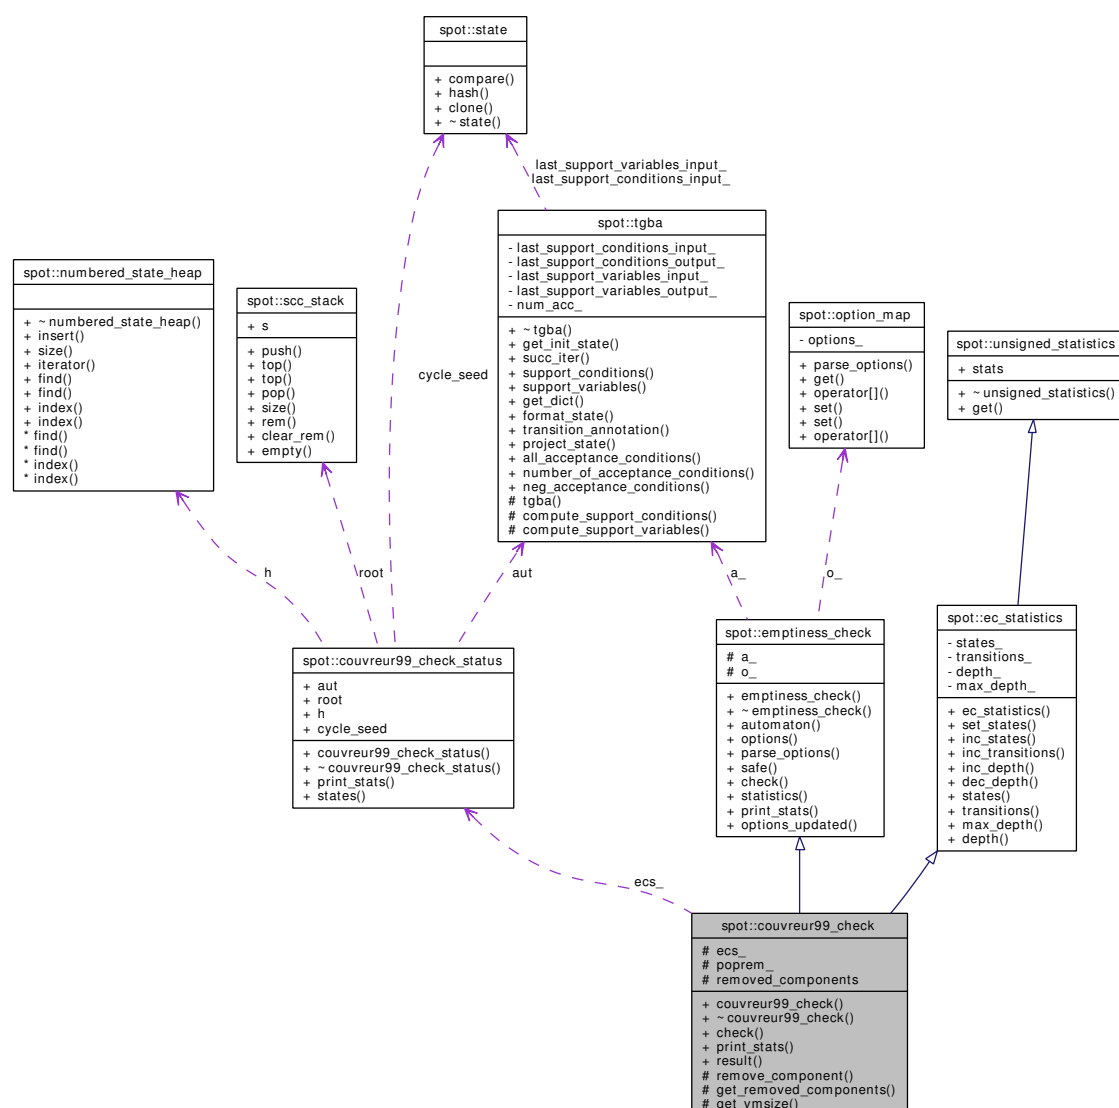 spot::state
+ compare()
+ hash()
+ clone()
+ ~state()
last_support_variables_input_
last_support_conditions_input_
spot::tgba
- last_support_conditions_input_
- last_support_conditions_output_
- last_support_variables_input_
- last_support_variables_output_
- num_acc_
+ ~tgba()
+ get_init_state()
+ succ_iter()
+ support_conditions()
+ support_variables()
+ get_dict()
+ format_state()
+ transition_annotation()
+ project_state()
+ all_acceptance_conditions()
+ number_of_acceptance_conditions()
+ neg_acceptance_conditions()
# tgba()
# compute_support_conditions()
# compute_support_variables()
spot::numbered_state_heap
+ ~numbered_state_heap()
+ insert()
+ size()
+ iterator()
+ find()
+ find()
+ index()
+ index()
* find()
* find()
* index()
* index()
spot::scc_stack
+ s
+ push()
+ top()
+ top()
+ pop()
+ size()
+ rem()
+ clear_rem()
+ empty()
cycle_seed
spot::option_map
- options_
+ parse_options()
+ get()
+ operator[]()
+ set()
+ set()
+ operator[]()
spot::unsigned_statistics
+ stats
+ ~unsigned_statistics()
+ get()
h
root
aut
a_
o_
spot::couvreur99_check_status
+ aut
+ root
+ h
+ cycle_seed
+ couvreur99_check_status()
+ ~couvreur99_check_status()
+ print_stats()
+ states()
spot::emptiness_check
# a_
# o_
+ emptiness_check()
+ ~emptiness_check()
+ automaton()
+ options()
+ parse_options()
+ safe()
+ check()
+ statistics()
+ print_stats()
+ options_updated()
spot::ec_statistics
- states_
- transitions_
- depth_
- max_depth_
+ ec_statistics()
+ set_states()
+ inc_states()
+ inc_transitions()
+ inc_depth()
+ dec_depth()
+ states()
+ transitions()
+ max_depth()
+ depth()
ecs_
spot::couvreur99_check
# ecs_
# poprem_
# removed_components
+ couvreur99_check()
+ ~couvreur99_check()
+ check()
+ print_stats()
+ result()
# remove_component()
# get_removed_components()
# get_vmsize()